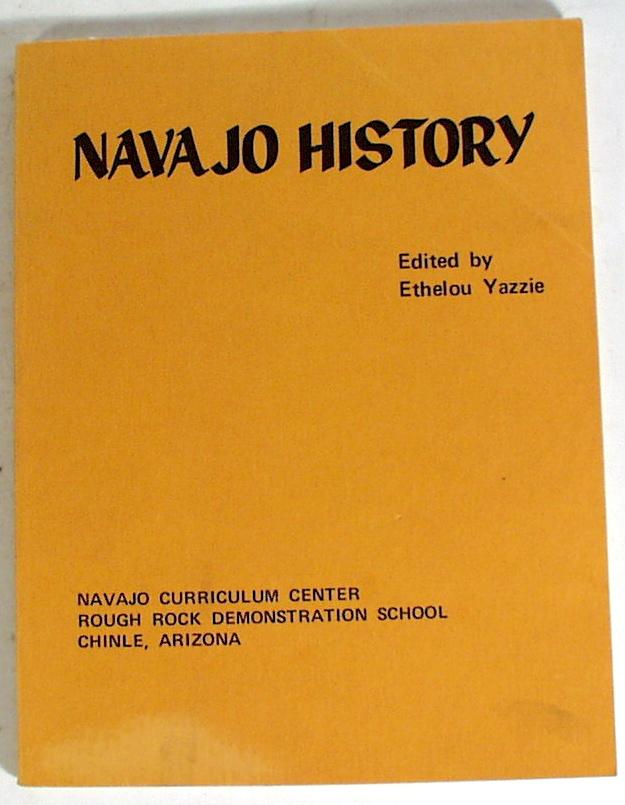 NAVAJO HISTORY
Edited by
Ethelou Yazzie
NAVAJO CURRICULUM CENTER
ROUGH ROCK DEMONSTRATION SCHOOL
CHINLE, ARIZONA